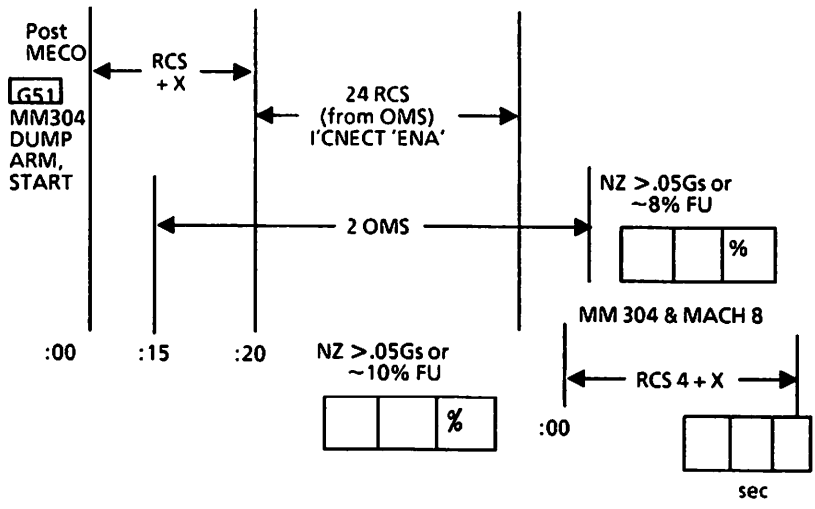 Post
MECO
G51
MM304
DUMP
ARM,
START
RCS
+ X
24 RCS
(from OMS)
I'CNECT 'ENA'
2 OMS
NZ >.05Gs or
~8% FU
%
MM 304 & MACH 8
:00
:15
:20
NZ >.05Gs or
~10% FU
%
:00
RCS 4 + X
sec